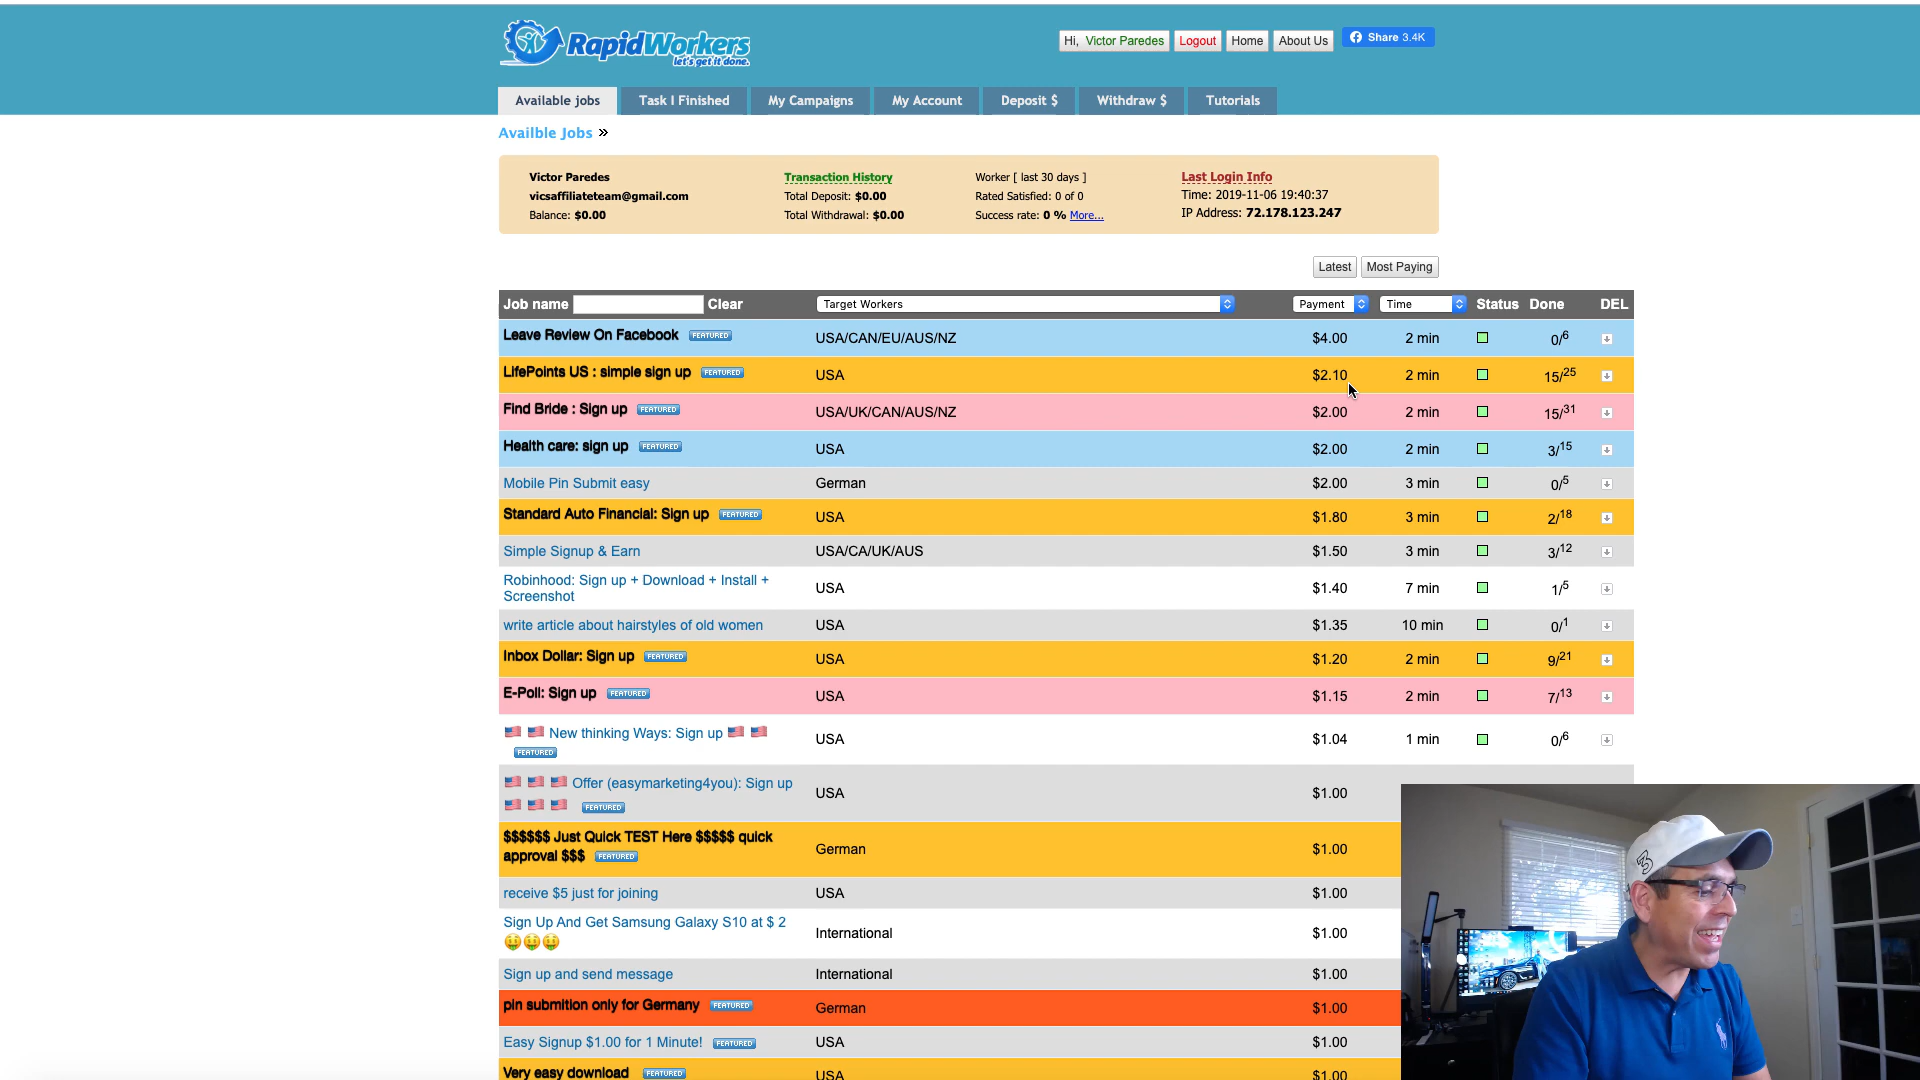 RapidWorkers
let's get it done.
Hi, Victor Paredes Logout Home About Us Share 3.4K
Available jobs Task I Finished My Campaigns My Account Deposit $ Withdraw $ Tutorials
Availble Jobs »
Victor Paredes Transaction History Worker [ last 30 days ] Last Login Info
vicsaffiliateteam@gmail.com Total Deposit: $0.00 Rated Satisfied: 0 of 0 Time: 2019-11-06 19:40:37
Balance: $0.00 Total Withdrawal: $0.00 Success rate: 0 % More... IP Address: 72.178.123.247
Latest Most Paying
Job name Clear Target Workers Payment Time Status Done DEL
Leave Review On Facebook FEATURED USA/CAN/EU/AUS/NZ $4.00 2 min 0/6
LifePoints US : simple sign up FEATURED USA $2.10 2 min 15/25
Find Bride : Sign up FEATURED USA/UK/CAN/AUS/NZ $2.00 2 min 15/31
Health care: sign up FEATURED USA $2.00 2 min 3/15
Mobile Pin Submit easy German $2.00 3 min 0/5
Standard Auto Financial: Sign up FEATURED USA $1.80 3 min 2/18
Simple Signup & Earn USA/CA/UK/AUS $1.50 3 min 3/12
Robinhood: Sign up + Download + Install +
Screenshot USA $1.40 7 min 1/5
write article about hairstyles of old women USA $1.35 10 min 0/1
Inbox Dollar: Sign up FEATURED USA $1.20 2 min 9/21
E-Poll: Sign up FEATURED USA $1.15 2 min 7/13
🇺🇸 🇺🇸 New thinking Ways: Sign up 🇺🇸 🇺🇸
FEATURED USA $1.04 1 min 0/6
🇺🇸 🇺🇸 🇺🇸 Offer (easymarketing4you): Sign up
🇺🇸 🇺🇸 🇺🇸 FEATURED USA $1.00
$$$$$$ Just Quick TEST Here $$$$$ quick
approval $$$ FEATURED German $1.00
receive $5 just for joining USA $1.00
Sign Up And Get Samsung Galaxy S10 at $ 2
🤑🤑🤑 International $1.00
Sign up and send message International $1.00
pin submition only for Germany FEATURED German $1.00
Easy Signup $1.00 for 1 Minute! FEATURED USA $1.00
Very easy download FEATURED USA $1.00
3